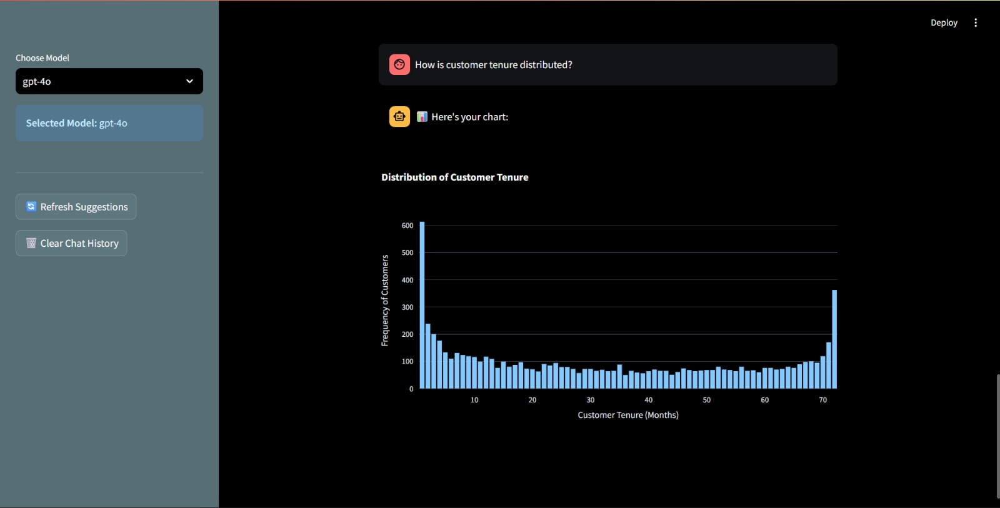 Deploy
Choose Model
gpt-4o
Selected Model: gpt-4o
Refresh Suggestions
Clear Chat History
How is customer tenure distributed?
Here's your chart:
Distribution of Customer Tenure
Frequency of Customers
600
500
400
300
200
100
0
10 20 30 40 50 60 70
Customer Tenure (Months)